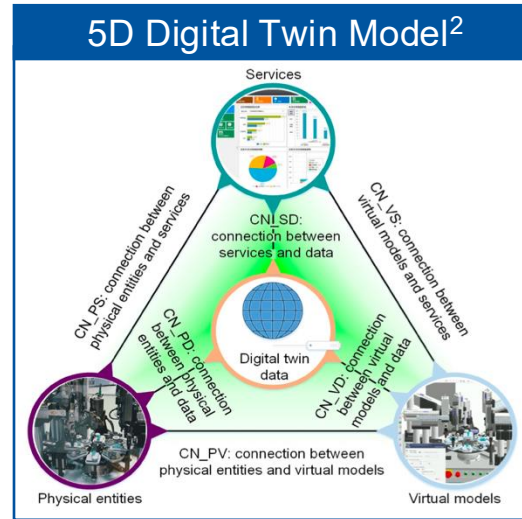 5D Digital Twin Model²
Services
CN_PS: connection between
physical entities and services
CN_VS: connection between
virtual models and services
CN_SD:
connection between
services and data
Digital twin
data
CN_PD: connection
between physical
entities and data
CN_VD: connection
between virtual
models and data
CN_PV: connection between
physical entities and virtual models
Physical entities
Virtual models